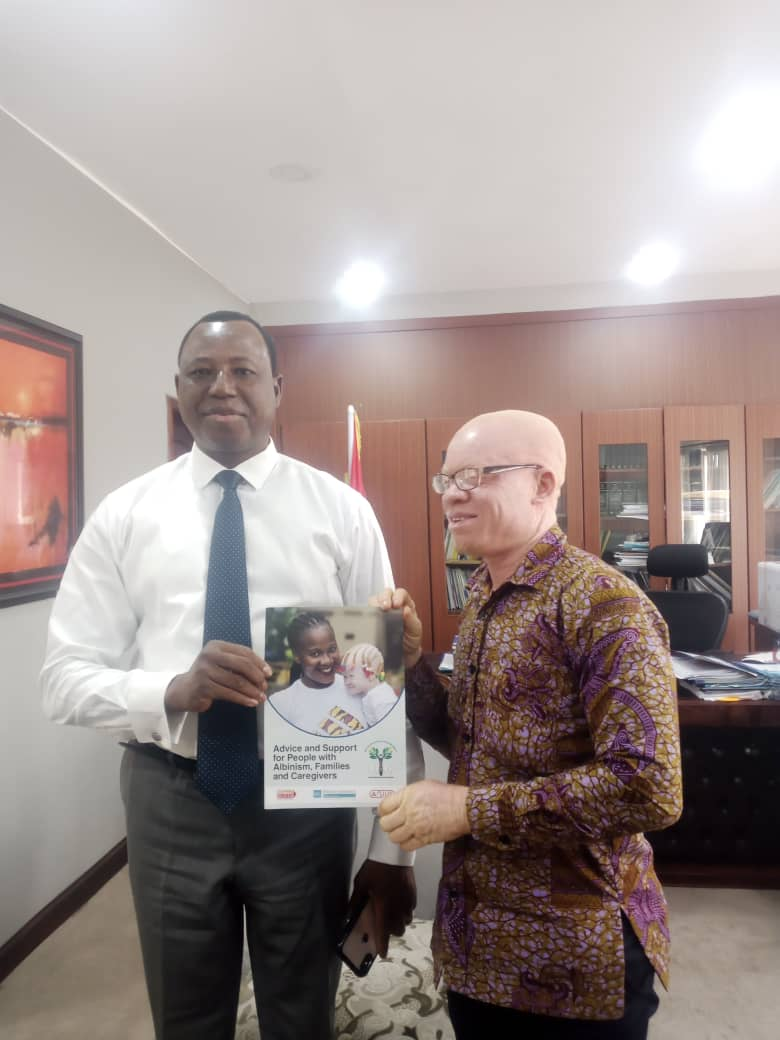 Advice and Support
for People with
Albinism, Families
and Caregivers